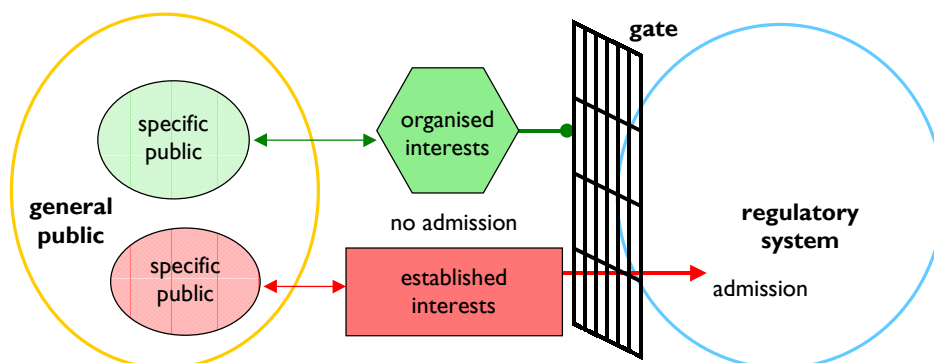 gate
specific
public
organised
interests
general
public
no admission
regulatory
system
specific
public
established
interests
admission